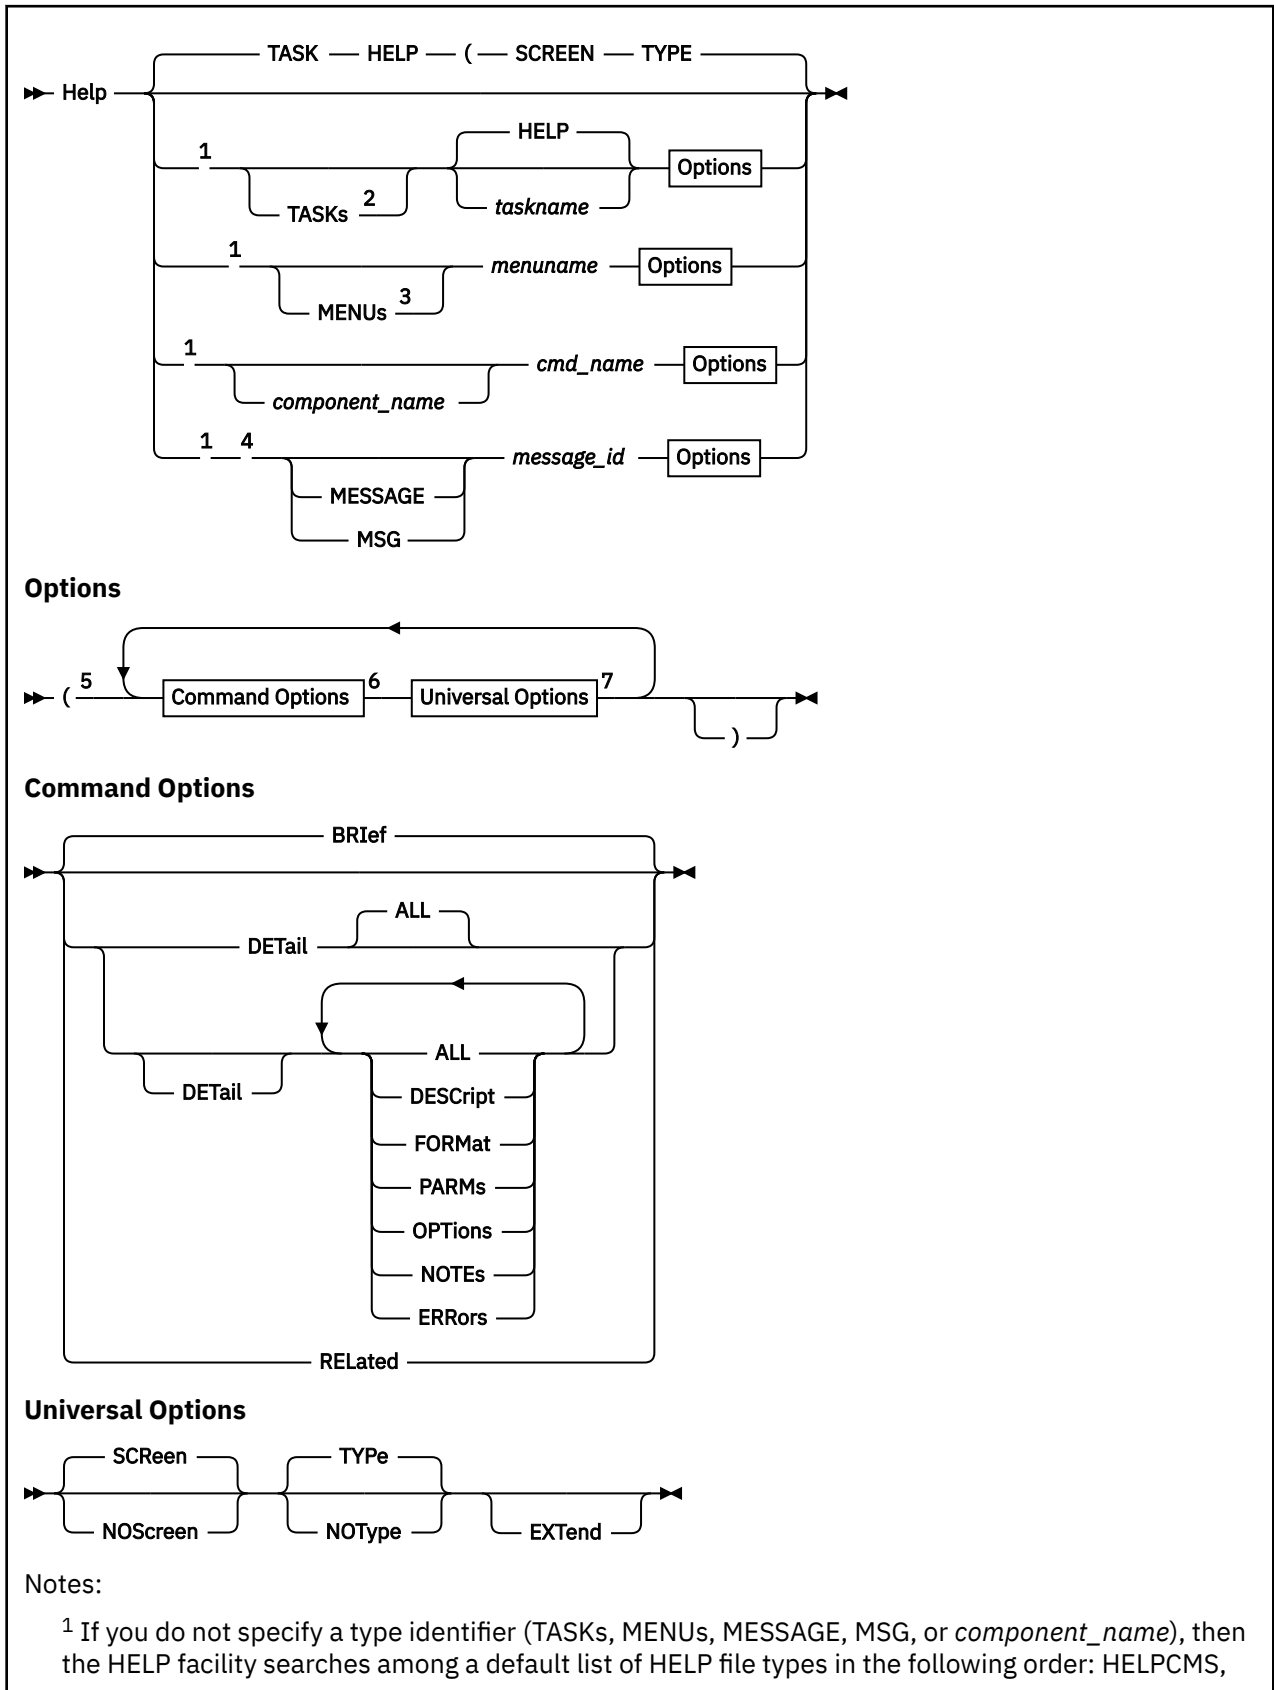 TASK HELP ( SCREEN TYPE
Help
HELP
1 Options
TASKs 2 taskname
1 menuname Options
MENUs 3
1 cmd_name Options
component_name
1 4 message_id Options
MESSAGE
MSG
Options
( 5 Command Options 6 Universal Options 7
)
Command Options
BRIef
ALL
DETail
ALL
DETail DESCript
FORMat
PARMs
OPTions
NOTEs
ERRors
RELated
Universal Options
SCReen TYPe
NOScreen NOType EXTend
Notes:
1 If you do not specify a type identifier (TASKs, MENUs, MESSAGE, MSG, or component_name), then
the HELP facility searches among a default list of HELP file types in the following order: HELPCMS,